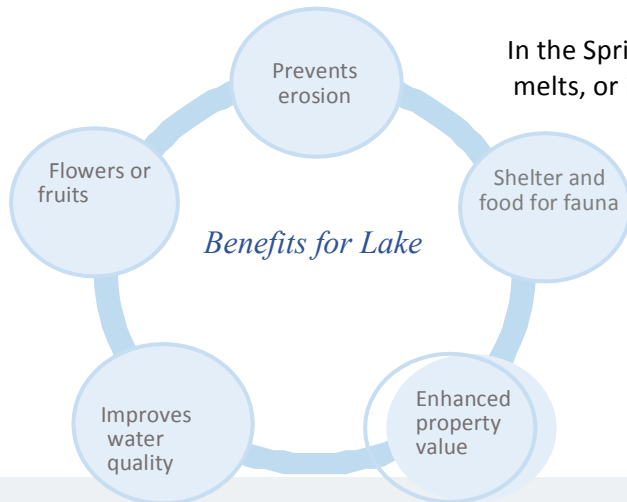 Prevents
erosion
In the Spri
melts, or
Flowers or
fruits
Shelter and
food for fauna
Benefits for Lake
Improves
water
quality
Enhanced
property
value